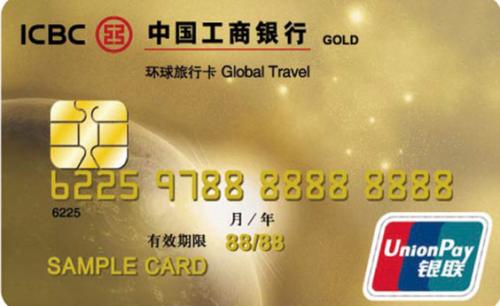 ICBC 中国工商银行 GOLD
环球旅行卡 Global Travel
6225 9788 8888 8888
6225
月/年
有效期限 88/88
SAMPLE CARD
UnionPay
银联